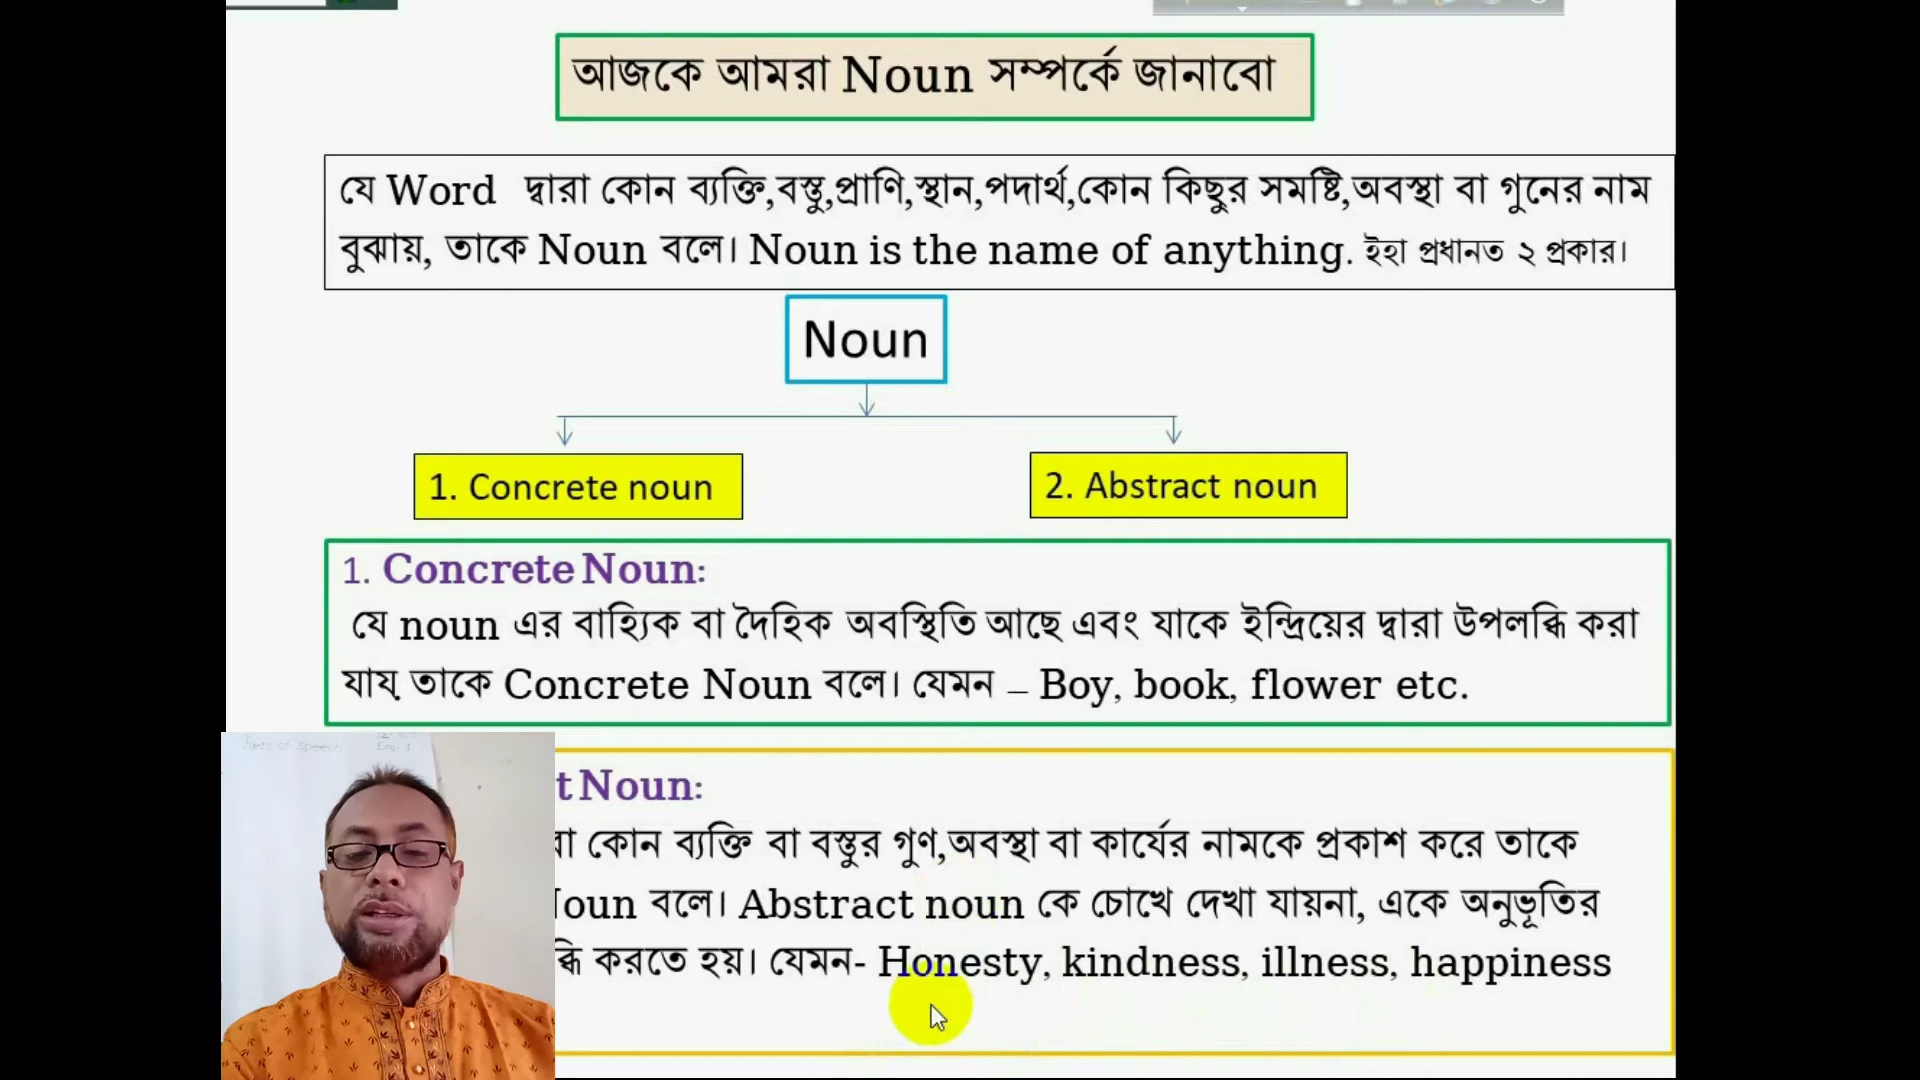 আজকে আমরা Noun সম্পর্কে জানাবো
যে Word দ্বারা কোন ব্যক্তি,বস্তু,প্রাণি,স্থান,পদার্থ,কোন কিছুর সমষ্টি,অবস্থা বা গুনের নাম
বুঝায়, তাকে Noun বলে। Noun is the name of anything. ইহা প্রধানত ২ প্রকার।
Noun
1. Concrete noun
2. Abstract noun
1. Concrete Noun:
যে noun এর বাহ্যিক বা দৈহিক অবস্থিতি আছে এবং যাকে ইন্দ্রিয়ের দ্বারা উপলব্ধি করা
যায় তাকে Concrete Noun বলে। যেমন – Boy, book, flower etc.
Parts of speech
t Noun:
রা কোন ব্যক্তি বা বস্তুর গুণ,অবস্থা বা কার্যের নামকে প্রকাশ করে তাকে
oun বলে। Abstract noun কে চোখে দেখা যায়না, একে অনুভূতির
ব্ধি করতে হয়। যেমন- Honesty, kindness, illness, happiness